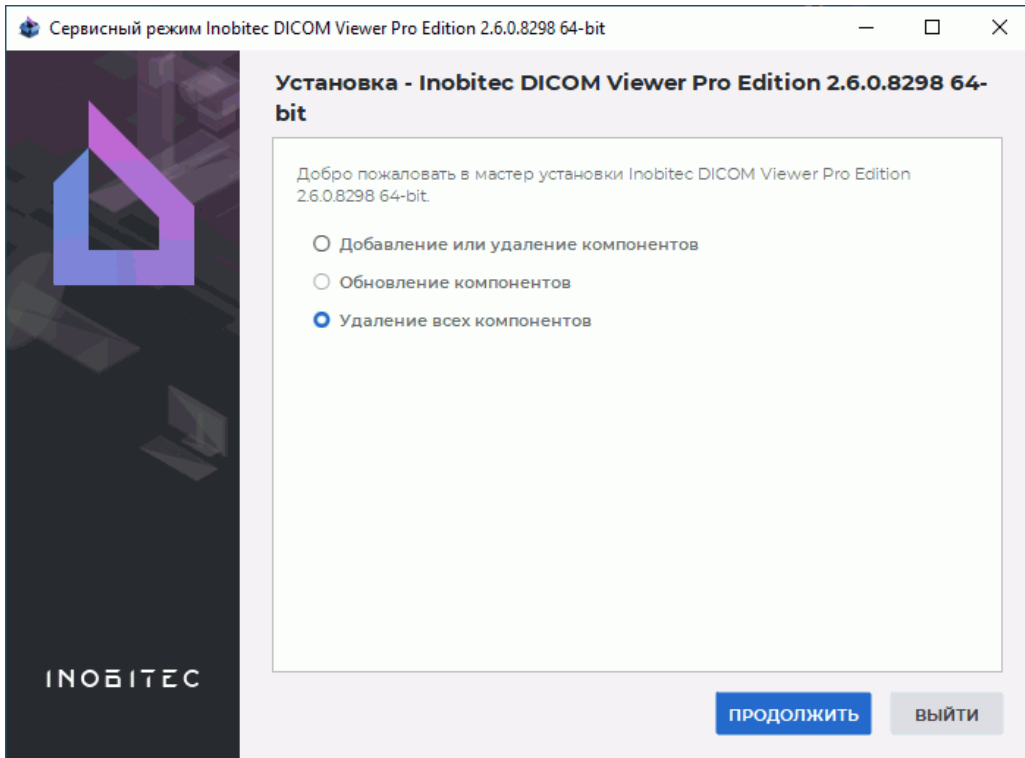 Сервисный режим Inobitec DICOM Viewer Pro Edition 2.6.0.8298 64-bit
Установка - Inobitec DICOM Viewer Pro Edition 2.6.0.8298 64-
bit
Добро пожаловать в мастер установки Inobitec DICOM Viewer Pro Edition
2.6.0.8298 64-bit.
Добавление или удаление компонентов
Обновление компонентов
Удаление всех компонентов
INOBITEC
ПРОДОЛЖИТЬ
ВЫЙТИ